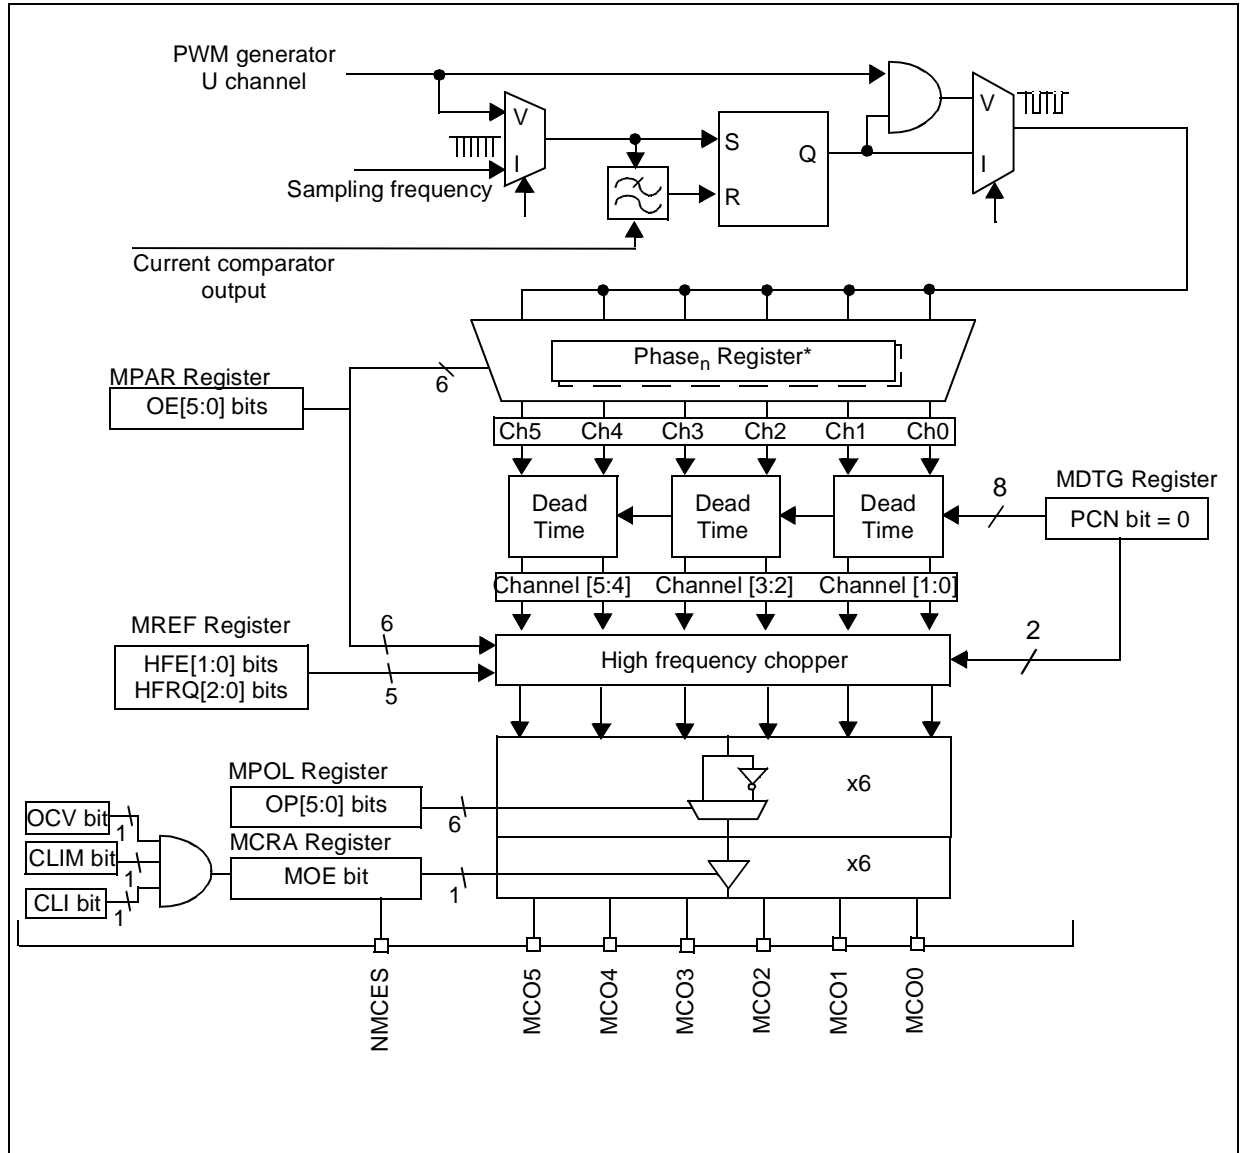 PWM generator
U channel
V
I
Sampling frequency
S
R
Q
V
I
Current comparator
output
Phasen Register*
MPAR Register
OE[5:0] bits
6
Ch5 Ch4 Ch3 Ch2 Ch1 Ch0
Dead
Time
Dead
Time
Dead
Time
8
MDTG Register
PCN bit = 0
Channel [5:4] Channel [3:2] Channel [1:0]
MREF Register
HFE[1:0] bits
HFRQ[2:0] bits
6
5
High frequency chopper
2
MPOL Register
OP[5:0] bits
6
x6
OCV bit
1
CLIM bit
1
CLI bit
1
MCRA Register
MOE bit
1
x6
NMCES
MCO5
MCO4
MCO3
MCO2
MCO1
MCO0